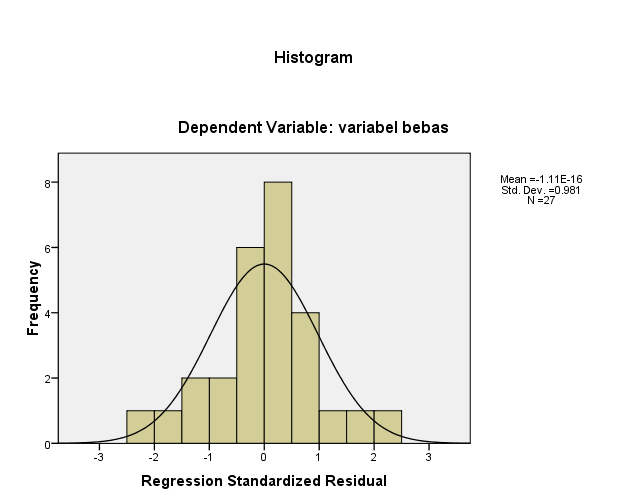 Histogram
Dependent Variable: variabel bebas
Mean =-1.11E-16
Std. Dev. =0.981
N =27
Frequency
8
6
4
2
0
-3 -2 -1 0 1 2 3
Regression Standardized Residual